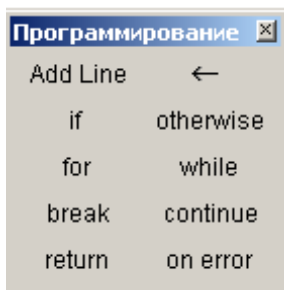 Программирование
Add Line ←
if otherwise
for while
break continue
return on error